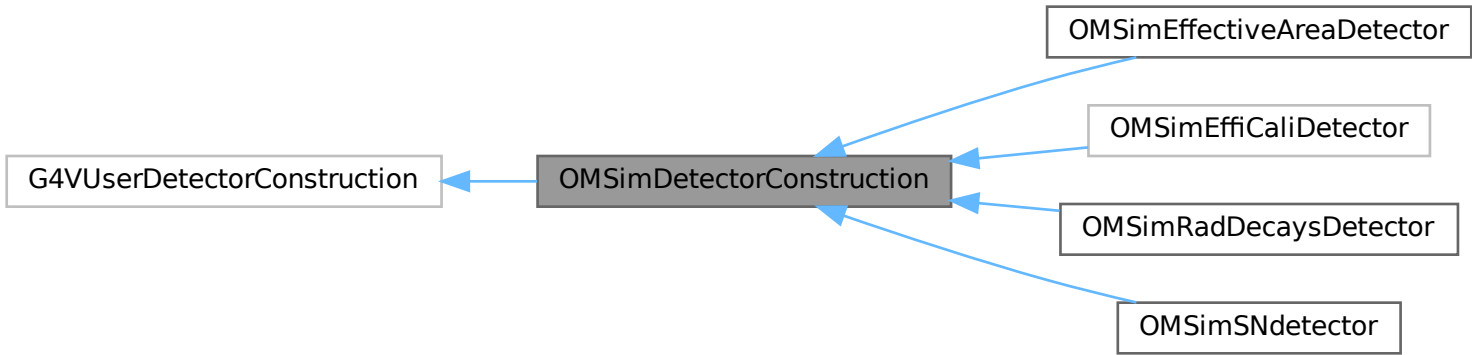 OMSimEffectiveAreaDetector
OMSimEffiCaliDetector
G4VUserDetectorConstruction
OMSimDetectorConstruction
OMSimRadDecaysDetector
OMSimSNdetector